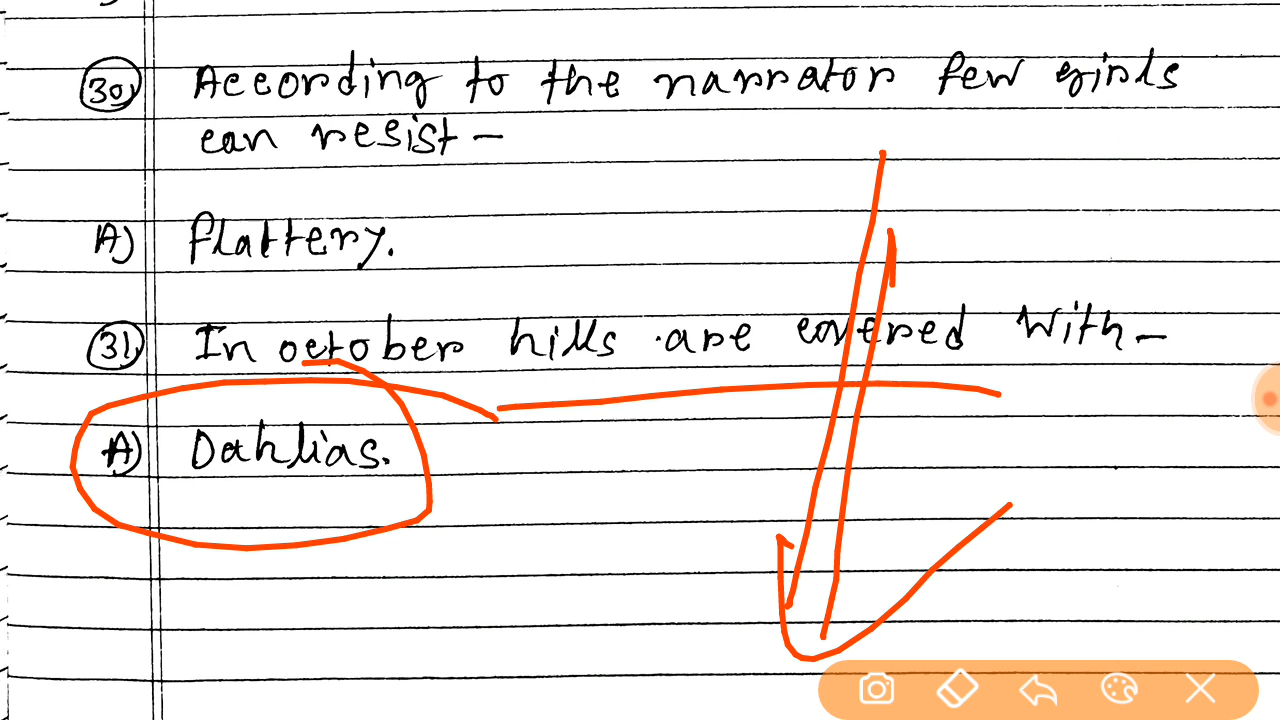 30) According to the narrator few girls
can resist -
A) flattery.
31) In october hills are covered with -
A) Dahlias.